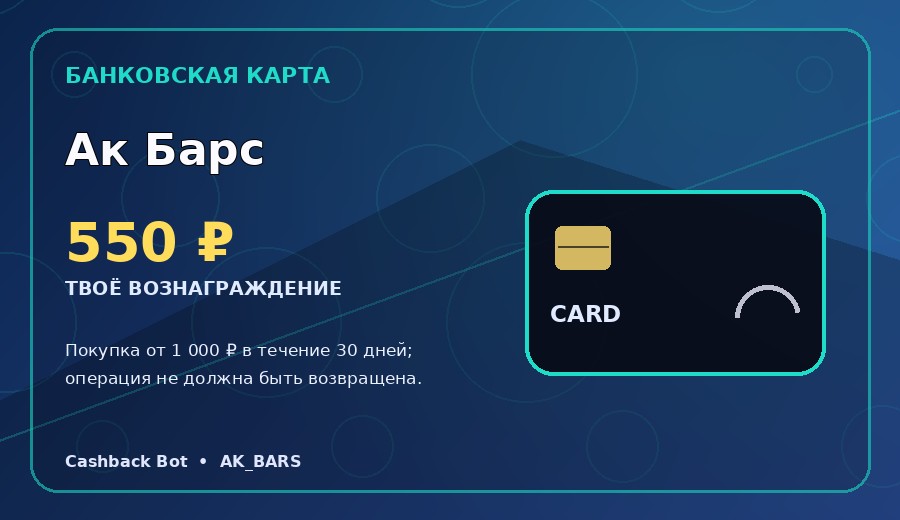 БАНКОВСКАЯ КАРТА
Ак Барс
550 ₽
ТВОЁ ВОЗНАГРАЖДЕНИЕ
Покупка от 1 000 ₽ в течение 30 дней;
операция не должна быть возвращена.
CARD
Cashback Bot • AK_BARS